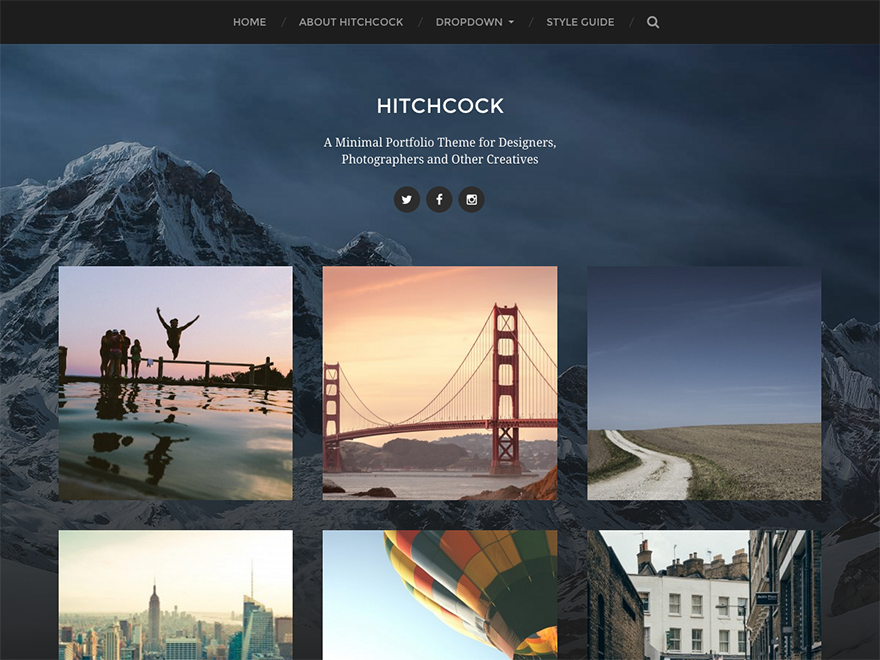 HOME / ABOUT HITCHCOCK / DROPDOWN / STYLE GUIDE /
HITCHCOCK
A Minimal Portfolio Theme for Designers,
Photographers and Other Creatives